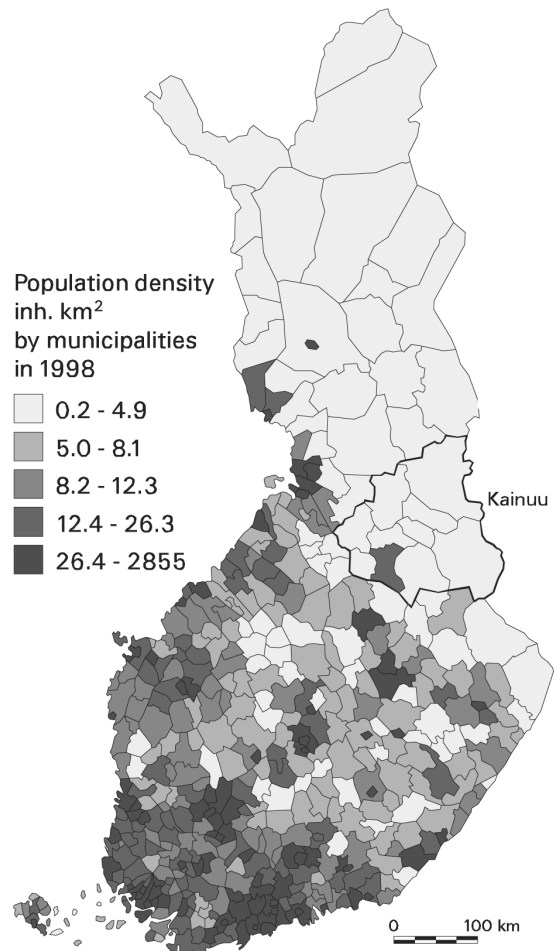 Population density
inh. km²
by municipalities
in 1998
0.2 - 4.9
5.0 - 8.1
8.2 - 12.3
12.4 - 26.3
26.4 - 2855
Kainuu
0 100 km